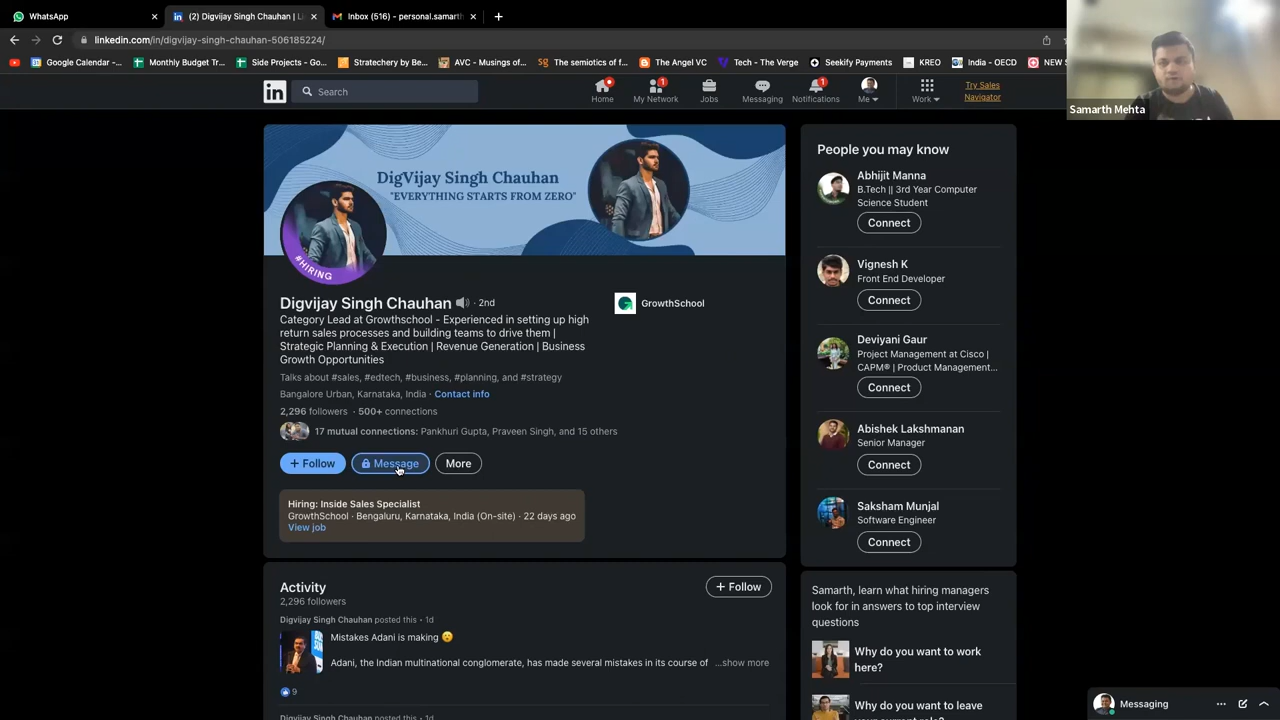 WhatsApp
(2) Digvijay Singh Chauhan | Li
Inbox (516) - personal.samarth
linkedin.com/in/digvijay-singh-chauhan-506185224/
Google Calendar -...
Monthly Budget Tr...
Side Projects - Go...
Stratechery by Be...
AVC - Musings of...
The semiotics of f...
The Angel VC
Tech - The Verge
Seekify Payments
KREO
India - OECD
NEW S
Samarth Mehta
in
Search
Home
1
My Network
Jobs
Messaging
1
Notifications
Me
Work
Try Sales
Navigator
DigVijay Singh Chauhan
"EVERYTHING STARTS FROM ZERO"
#HIRING
Digvijay Singh Chauhan · 2nd
GrowthSchool
Category Lead at Growthschool - Experienced in setting up high
return sales processes and building teams to drive them |
Strategic Planning & Execution | Revenue Generation | Business
Growth Opportunities
Talks about #sales, #edtech, #business, #planning, and #strategy
Bangalore Urban, Karnataka, India · Contact info
2,296 followers · 500+ connections
17 mutual connections: Pankhuri Gupta, Praveen Singh, and 15 others
+ Follow
Message
More
Hiring: Inside Sales Specialist
GrowthSchool · Bengaluru, Karnataka, India (On-site) · 22 days ago
View job
Activity
2,296 followers
+ Follow
Digvijay Singh Chauhan posted this • 1d
Mistakes Adani is making 😮
Adani, the Indian multinational conglomerate, has made several mistakes in its course of ...show more
9
Digvijay Singh Chauhan posted this • 1d
People you may know
Abhijit Manna
B.Tech || 3rd Year Computer
Science Student
Connect
Vignesh K
Front End Developer
Connect
Deviyani Gaur
Project Management at Cisco |
CAPM® | Product Management...
Connect
Abishek Lakshmanan
Senior Manager
Connect
Saksham Munjal
Software Engineer
Connect
Samarth, learn what hiring managers
look for in answers to top interview
questions
Why do you want to work
here?
Why do you want to leave
your current role?
Messaging